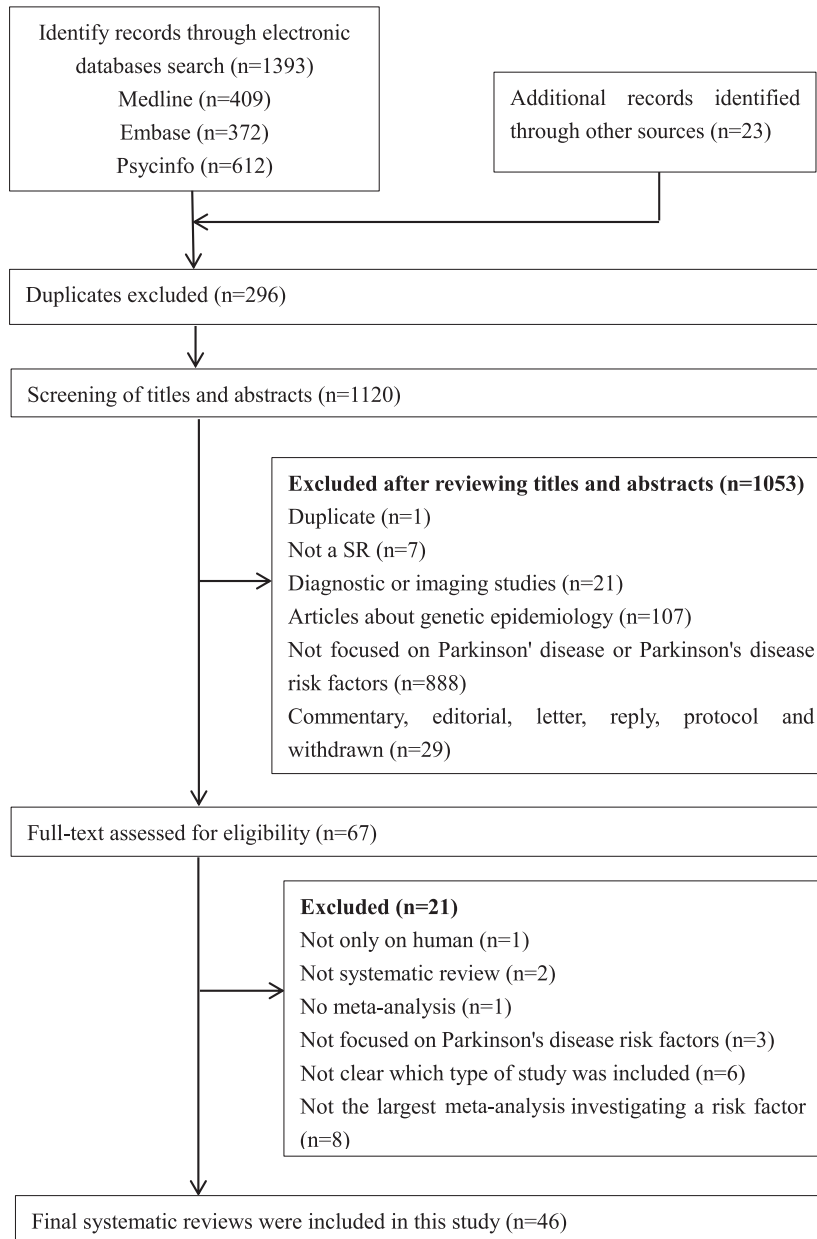 Identify records through electronic
databases search (n=1393)
Medline (n=409)
Embase (n=372)
Psycinfo (n=612)
Additional records identified
through other sources (n=23)
Duplicates excluded (n=296)
Screening of titles and abstracts (n=1120)
Excluded after reviewing titles and abstracts (n=1053)
Duplicate (n=1)
Not a SR (n=7)
Diagnostic or imaging studies (n=21)
Articles about genetic epidemiology (n=107)
Not focused on Parkinson' disease or Parkinson's disease
risk factors (n=888)
Commentary, editorial, letter, reply, protocol and
withdrawn (n=29)
Full-text assessed for eligibility (n=67)
Excluded (n=21)
Not only on human (n=1)
Not systematic review (n=2)
No meta-analysis (n=1)
Not focused on Parkinson's disease risk factors (n=3)
Not clear which type of study was included (n=6)
Not the largest meta-analysis investigating a risk factor
(n=8)
Final systematic reviews were included in this study (n=46)